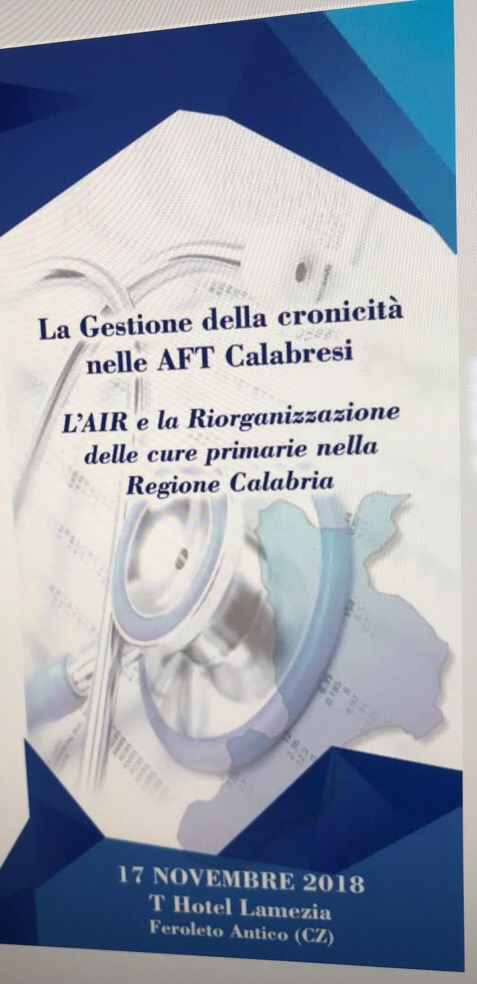 La Gestione della cronicità
nelle AFT Calabresi
L'AIR e la Riorganizzazione
delle cure primarie nella
Regione Calabria
17 NOVEMBRE 2018
T Hotel Lamezia
Feroleto Antico (CZ)